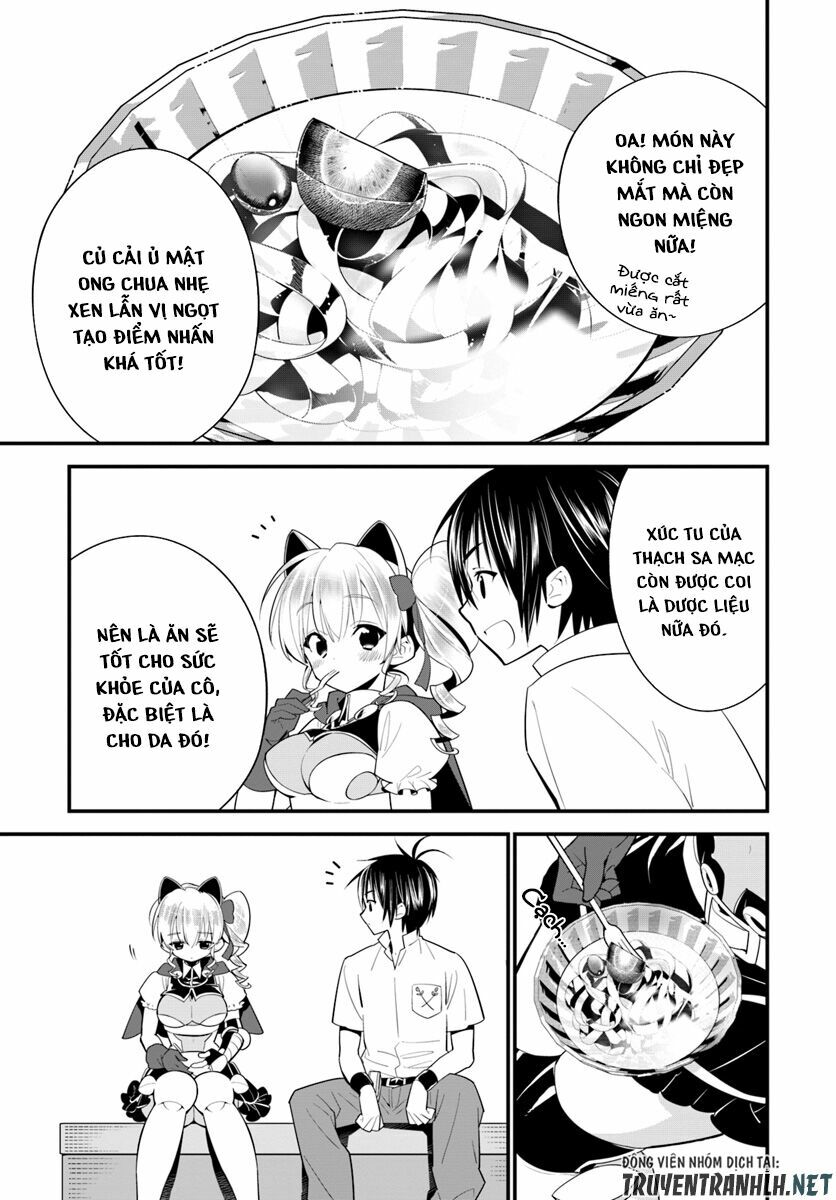 OA! MÓN NÀY
KHÔNG CHỈ ĐẸP
MẮT MÀ CÒN
NGON MIỆNG
NỮA!
Được cắt
miếng rất
vừa ăn~
CỦ CẢI Ủ MẬT
ONG CHUA NHẸ
XEN LẪN VỊ NGỌT
TẠO ĐIỂM NHẤN
KHÁ TỐT!
XÚC TU CỦA
THẠCH SA MẠC
CÒN ĐƯỢC COI
LÀ DƯỢC LIỆU
NỮA ĐÓ.
NÊN LÀ ĂN SẼ
TỐT CHO SỨC
KHỎE CỦA CÔ,
ĐẶC BIỆT LÀ
CHO DA ĐÓ!
Cạch...
ĐỘNG VIÊN NHÓM DỊCH TẠI:
TRUYENTRANHLH.NET